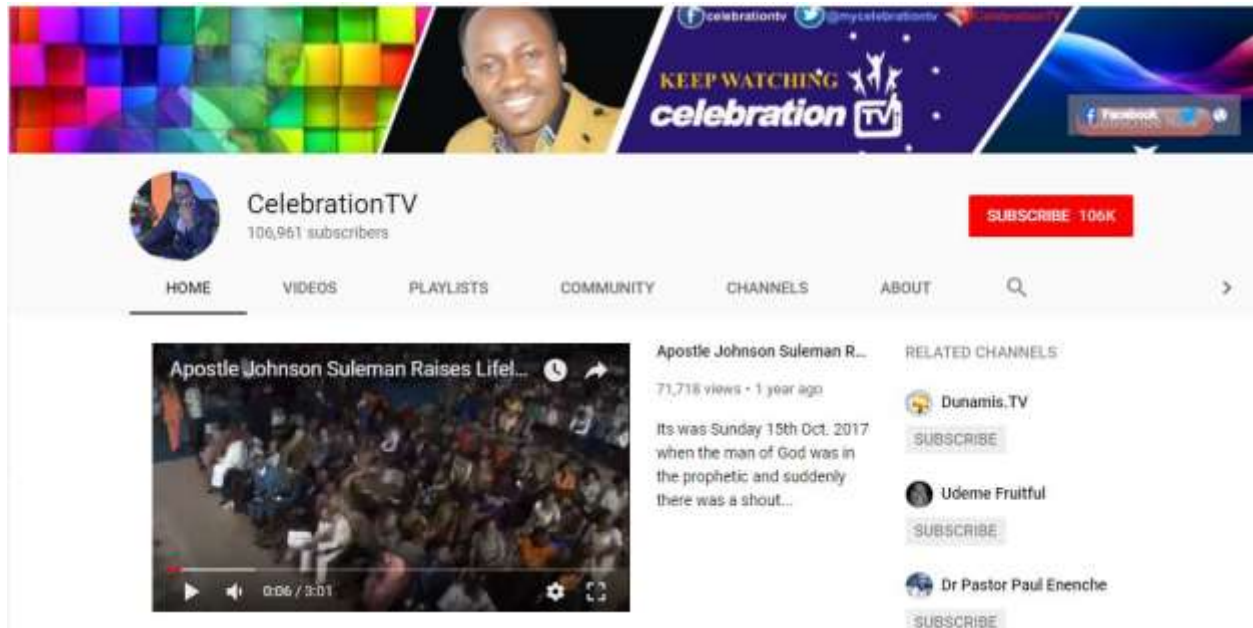 celebrationtv @mycelebrationtv CelebrationTV
KEEP WATCHING
celebration TV
Facebook
CelebrationTV
106,961 subscribers
SUBSCRIBE 106K
HOME VIDEOS PLAYLISTS COMMUNITY CHANNELS ABOUT
Apostle Johnson Suleman Raises Lifel...
0:06 / 3:01
Apostle Johnson Suleman R...
71,718 views • 1 year ago
Its was Sunday 15th Oct. 2017
when the man of God was in
the prophetic and suddenly
there was a shout...
RELATED CHANNELS
Dunamis.TV
SUBSCRIBE
Udeme Fruitful
SUBSCRIBE
Dr Pastor Paul Enenche
SUBSCRIBE